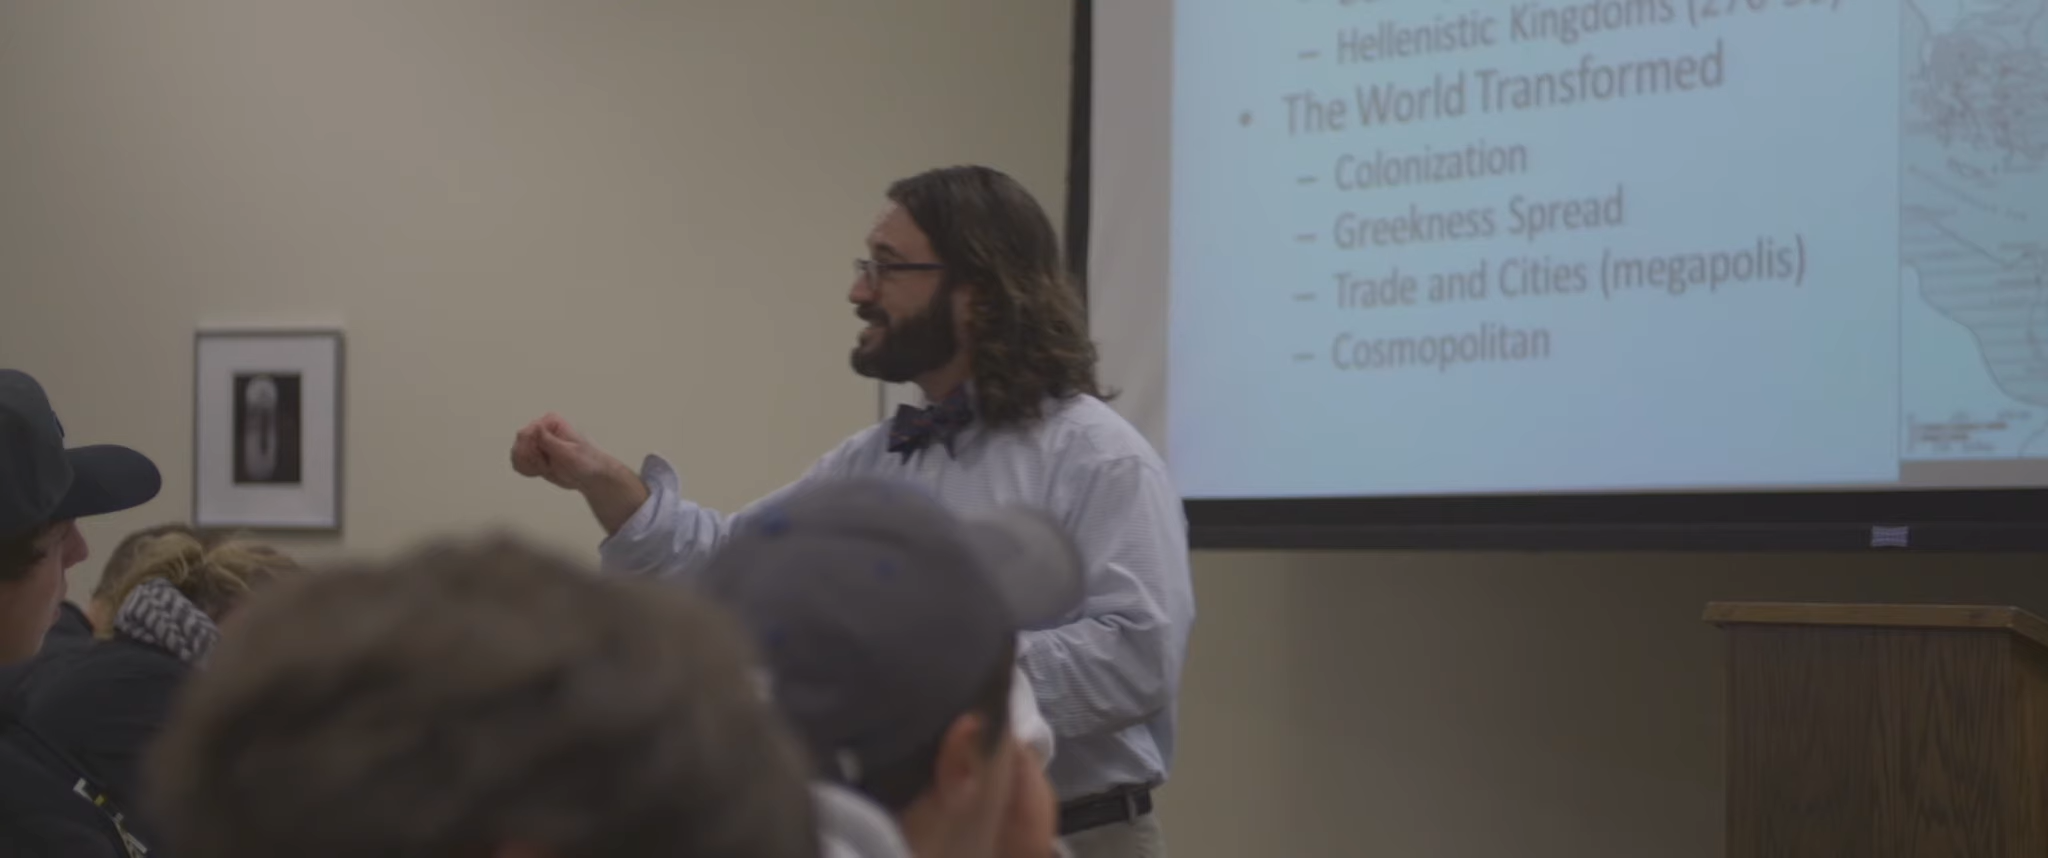 – Hellenistic Kingdoms
• The World Transformed
– Colonization
– Greekness Spread
– Trade and Cities (megapolis)
– Cosmopolitan